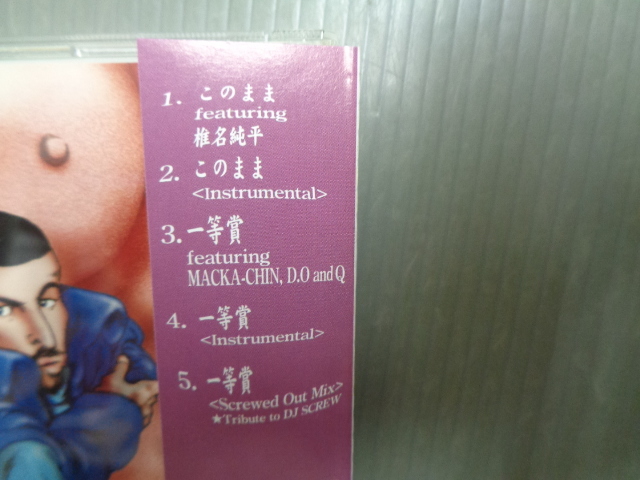 1. このまま
featuring
椎名純平
2. このまま
<Instrumental>
3. 一等賞
featuring
MACKA-CHIN, D.O and Q
4. 一等賞
<Instrumental>
5. 一等賞
<Screwed Out Mix>
★Tribute to DJ SCREW